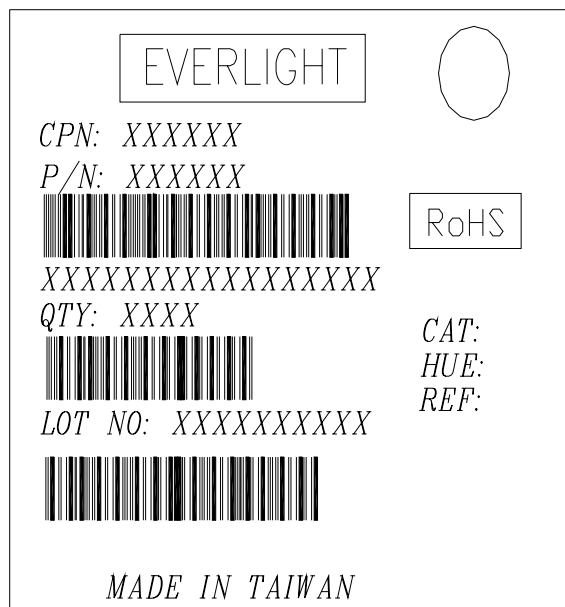 EVERLIGHT
CPN: XXXXXX
P/N: XXXXXX
RoHS
XXXXXXXXXXXXXXXXX
QTY: XXXX
CAT:
HUE:
REF:
LOT NO: XXXXXXXXXX
MADE IN TAIWAN